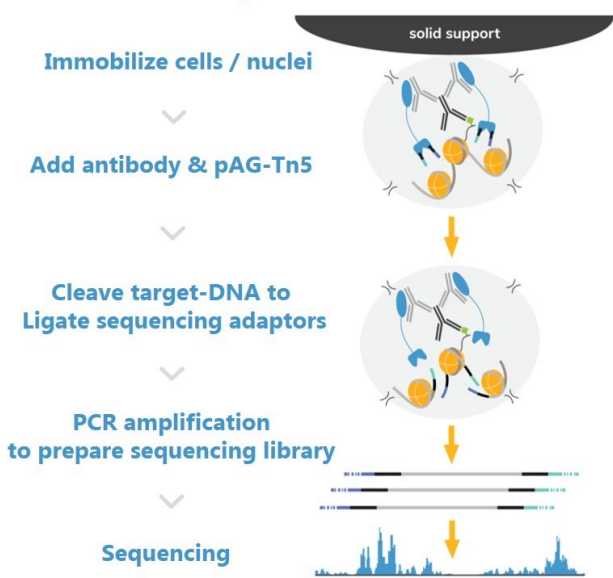 solid support
Immobilize cells / nuclei
Add antibody & pAG-Tn5
Cleave target-DNA to
Ligate sequencing adaptors
PCR amplification
to prepare sequencing library
Sequencing